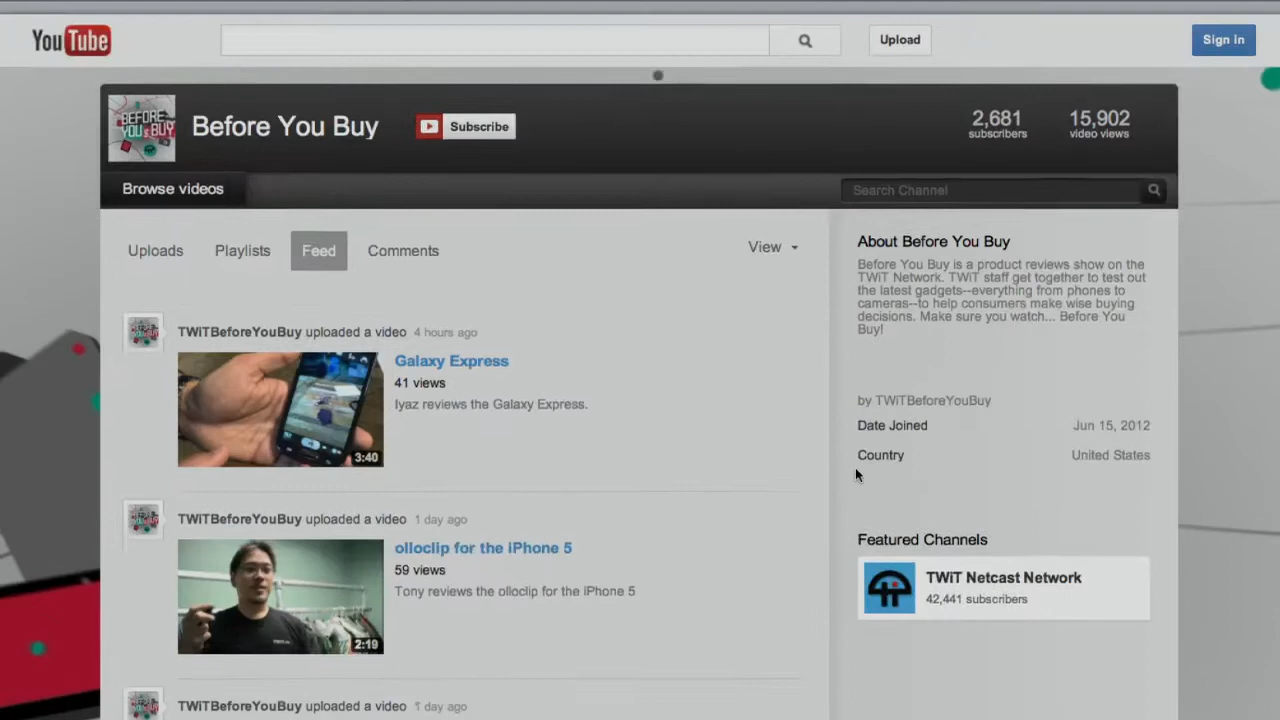 YouTube
Upload
Sign In
BEFORE
YOU BUY
Before You Buy
Subscribe
2,681
subscribers
15,902
video views
Browse videos
Search Channel
Uploads
Playlists
Feed
Comments
View
TWiTBeforeYouBuy uploaded a video 4 hours ago
Galaxy Express
41 views
Iyaz reviews the Galaxy Express.
3:40
TWiTBeforeYouBuy uploaded a video 1 day ago
olloclip for the iPhone 5
59 views
Tony reviews the olloclip for the iPhone 5
2:19
TWiTBeforeYouBuy uploaded a video 1 day ago
About Before You Buy
Before You Buy is a product reviews show on the
TWiT Network. TWiT staff get together to test out
the latest gadgets--everything from phones to
cameras--to help consumers make wise buying
decisions. Make sure you watch... Before You
Buy!
by TWiTBeforeYouBuy
Date Joined Jun 15, 2012
Country United States
Featured Channels
TWiT Netcast Network
42,441 subscribers